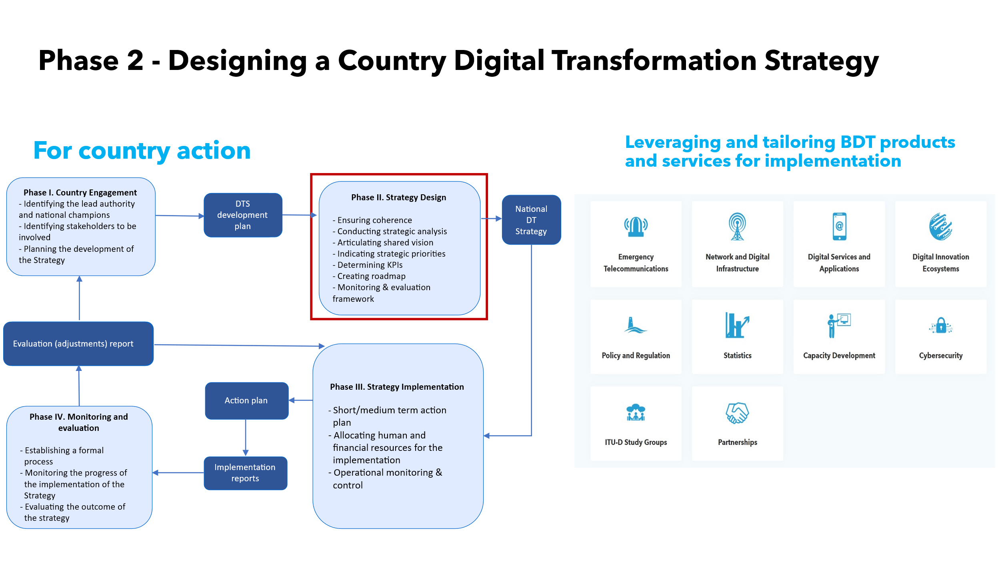 Phase 2 - Designing a Country Digital Transformation Strategy
For country action
Phase I. Country Engagement
- Identifying the lead authority
and national champions
- Identifying stakeholders to be
involved
- Planning the development of
the Strategy
DTS
development
plan
Phase II. Strategy Design
- Ensuring coherence
- Conducting strategic analysis
- Articulating shared vision
- Indicating strategic priorities
- Determining KPIs
- Creating roadmap
- Monitoring & evaluation
framework
National
DT
Strategy
Evaluation (adjustments) report
Phase III. Strategy Implementation
- Short/medium term action
plan
- Allocating human and
financial resources for the
implementation
- Operational monitoring &
control
Action plan
Implementation
reports
Phase IV. Monitoring and
evaluation
- Establishing a formal
process
- Monitoring the progress of
the implementation of the
Strategy
- Evaluating the outcome of
the strategy
Leveraging and tailoring BDT products
and services for implementation
Emergency
Telecommunications
Network and Digital
Infrastructure
@
Digital Services and
Applications
Digital Innovation
Ecosystems
Policy and Regulation
Statistics
Capacity Development
Cybersecurity
ITU-D Study Groups
Partnerships